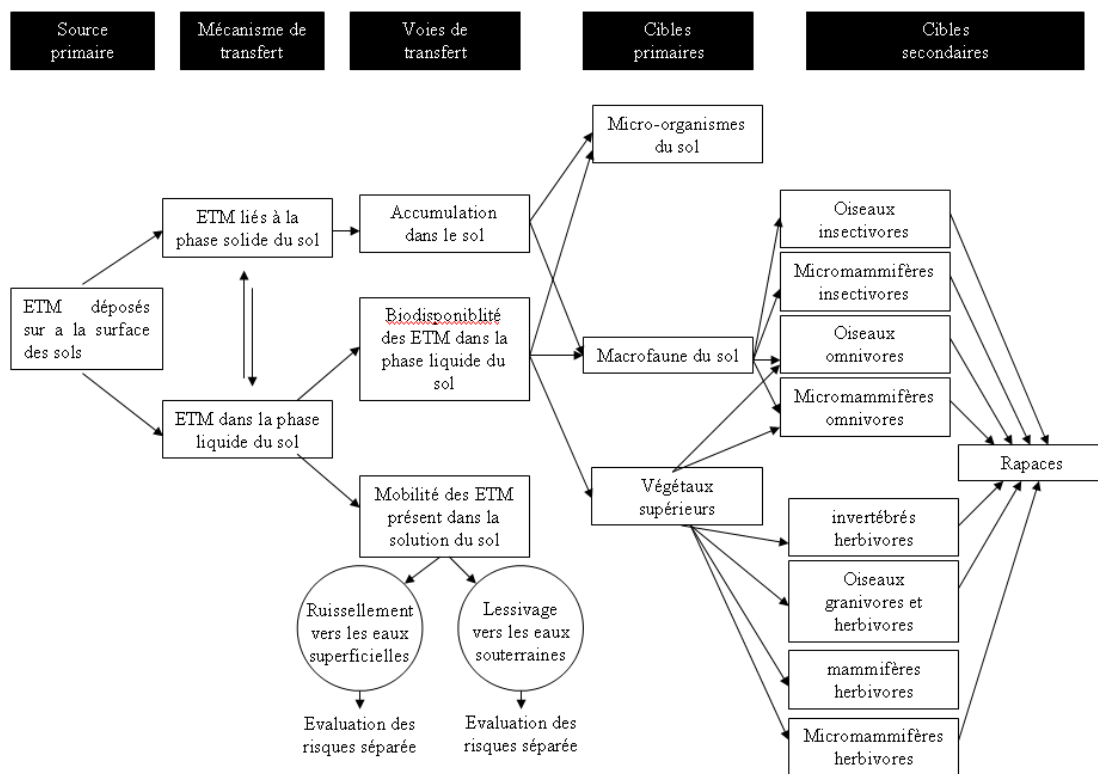 Source
primaire
Mécanisme de
transfert
Voies de
transfert
Cibles
primaires
Cibles
secondaires
Micro-organismes
du sol
ETM liés à la
phase solide du sol
Accumulation
dans le sol
Oiseaux
insectivores
Micromammifères
insectivores
ETM déposés
sur a la surface
des sols
Biodisponiblité
des ETM dans la
phase liquide du
sol
Macrofaune du sol
Oiseaux
omnivores
Micromammifères
omnivores
ETM dans la phase
liquide du sol
Rapaces
Végétaux
supérieurs
Mobilité des ETM
présent dans la
solution du sol
invertébrés
herbivores
Oiseaux
granivores et
herbivores
Ruissellement
vers les eaux
superficielles
Lessivage
vers les eaux
souterraines
mammifères
herbivores
Evaluation des
risques séparée
Evaluation des
risques séparée
Micromammifères
herbivores